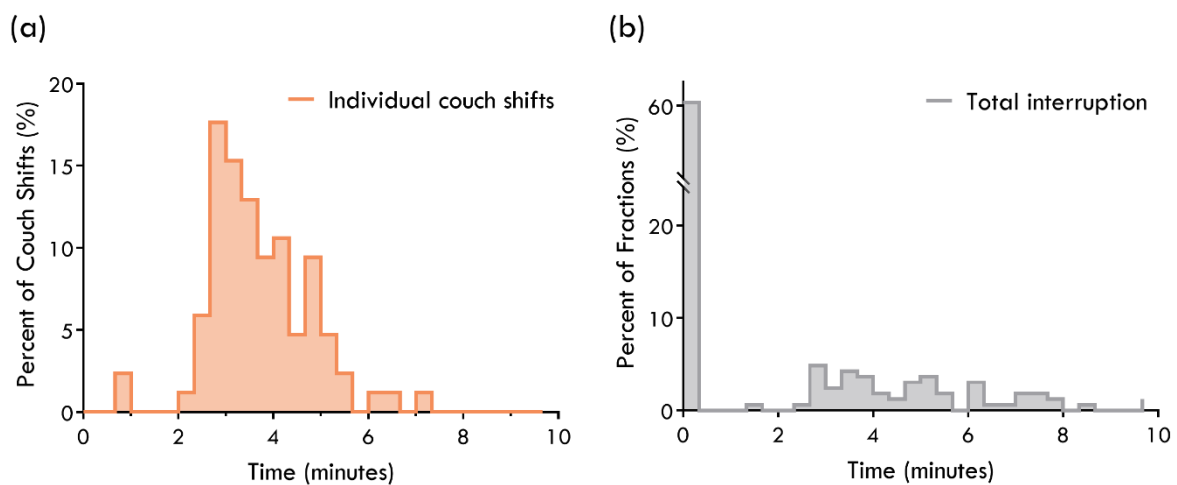 (a)
Individual couch shifts
Percent of Couch Shifts (%)
20
15
10
5
0
0 2 4 6 8 10
Time (minutes)
(b)
Total interruption
Percent of Fractions (%)
60
20
10
0
0 2 4 6 8 10
Time (minutes)